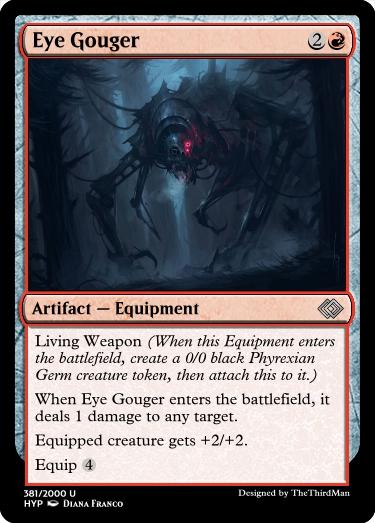 Eye Gouger 2
Artifact — Equipment
Living Weapon (When this Equipment enters
the battlefield, create a 0/0 black Phyrexian
Germ creature token, then attach this to it.)
When Eye Gouger enters the battlefield, it
deals 1 damage to any target.
Equipped creature gets +2/+2.
Equip 4
381/2000 U
Designed by TheThirdMan
HYP Diana Franco